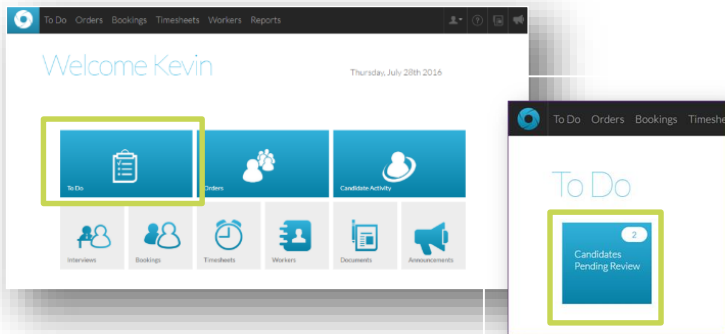 To Do Orders Bookings Timesheets Workers Reports
Welcome Kevin
Thursday, July 28th 2016
To Do
Orders
Candidate Activity
Interviews
Bookings
Timesheets
Workers
Documents
Announcements
To Do Orders Bookings Timeshe
To Do
2
Candidates
Pending Review